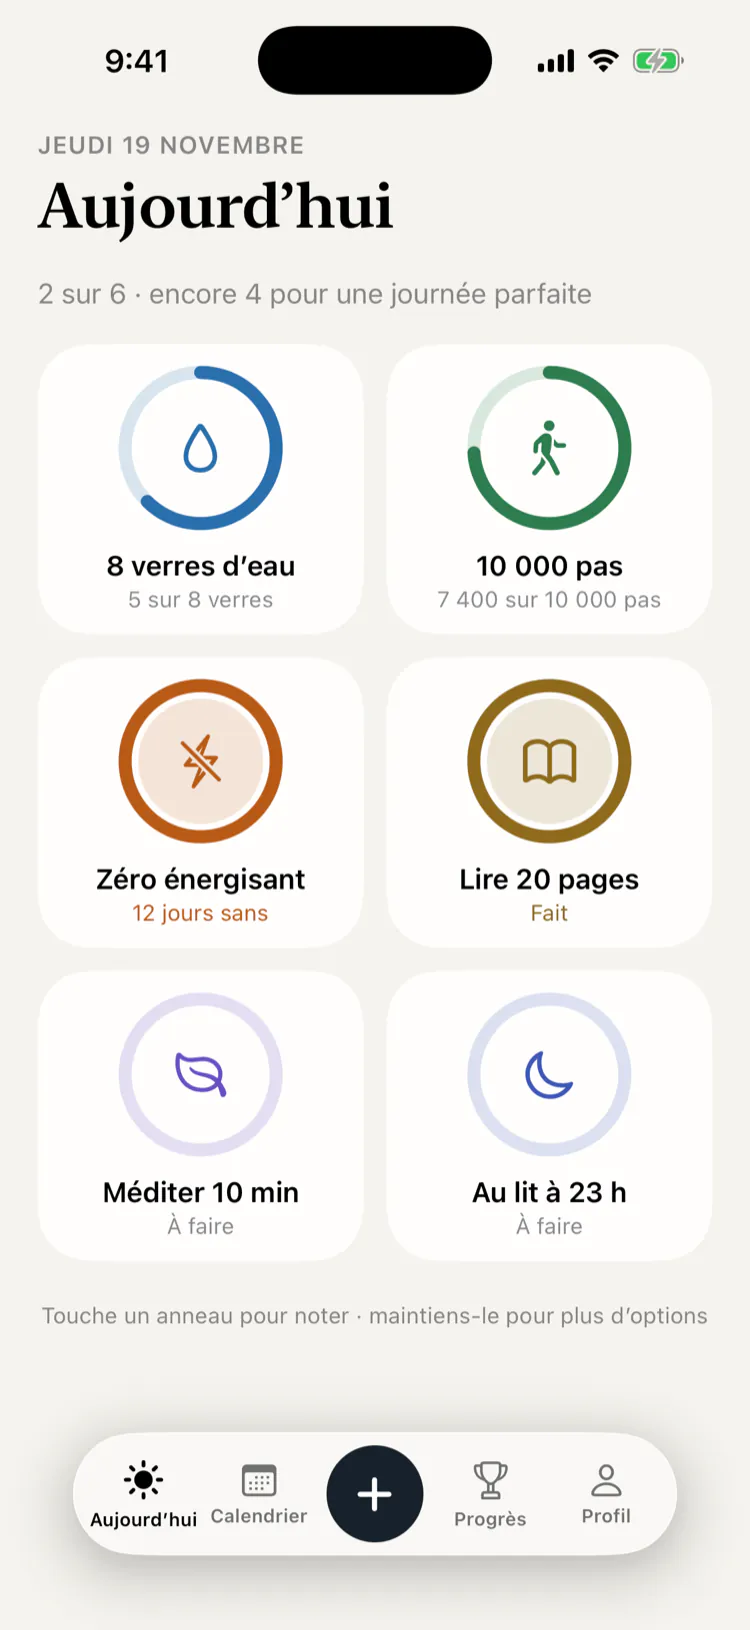 9:41
JEUDI 19 NOVEMBRE
Aujourd’hui
2 sur 6 · encore 4 pour une journée parfaite
8 verres d’eau
5 sur 8 verres
10 000 pas
7 400 sur 10 000 pas
Zéro énergisant
12 jours sans
Lire 20 pages
Fait
Méditer 10 min
À faire
Au lit à 23 h
À faire
Touche un anneau pour noter · maintiens-le pour plus d’options
Aujourd’hui
Calendrier
Progrès
Profil